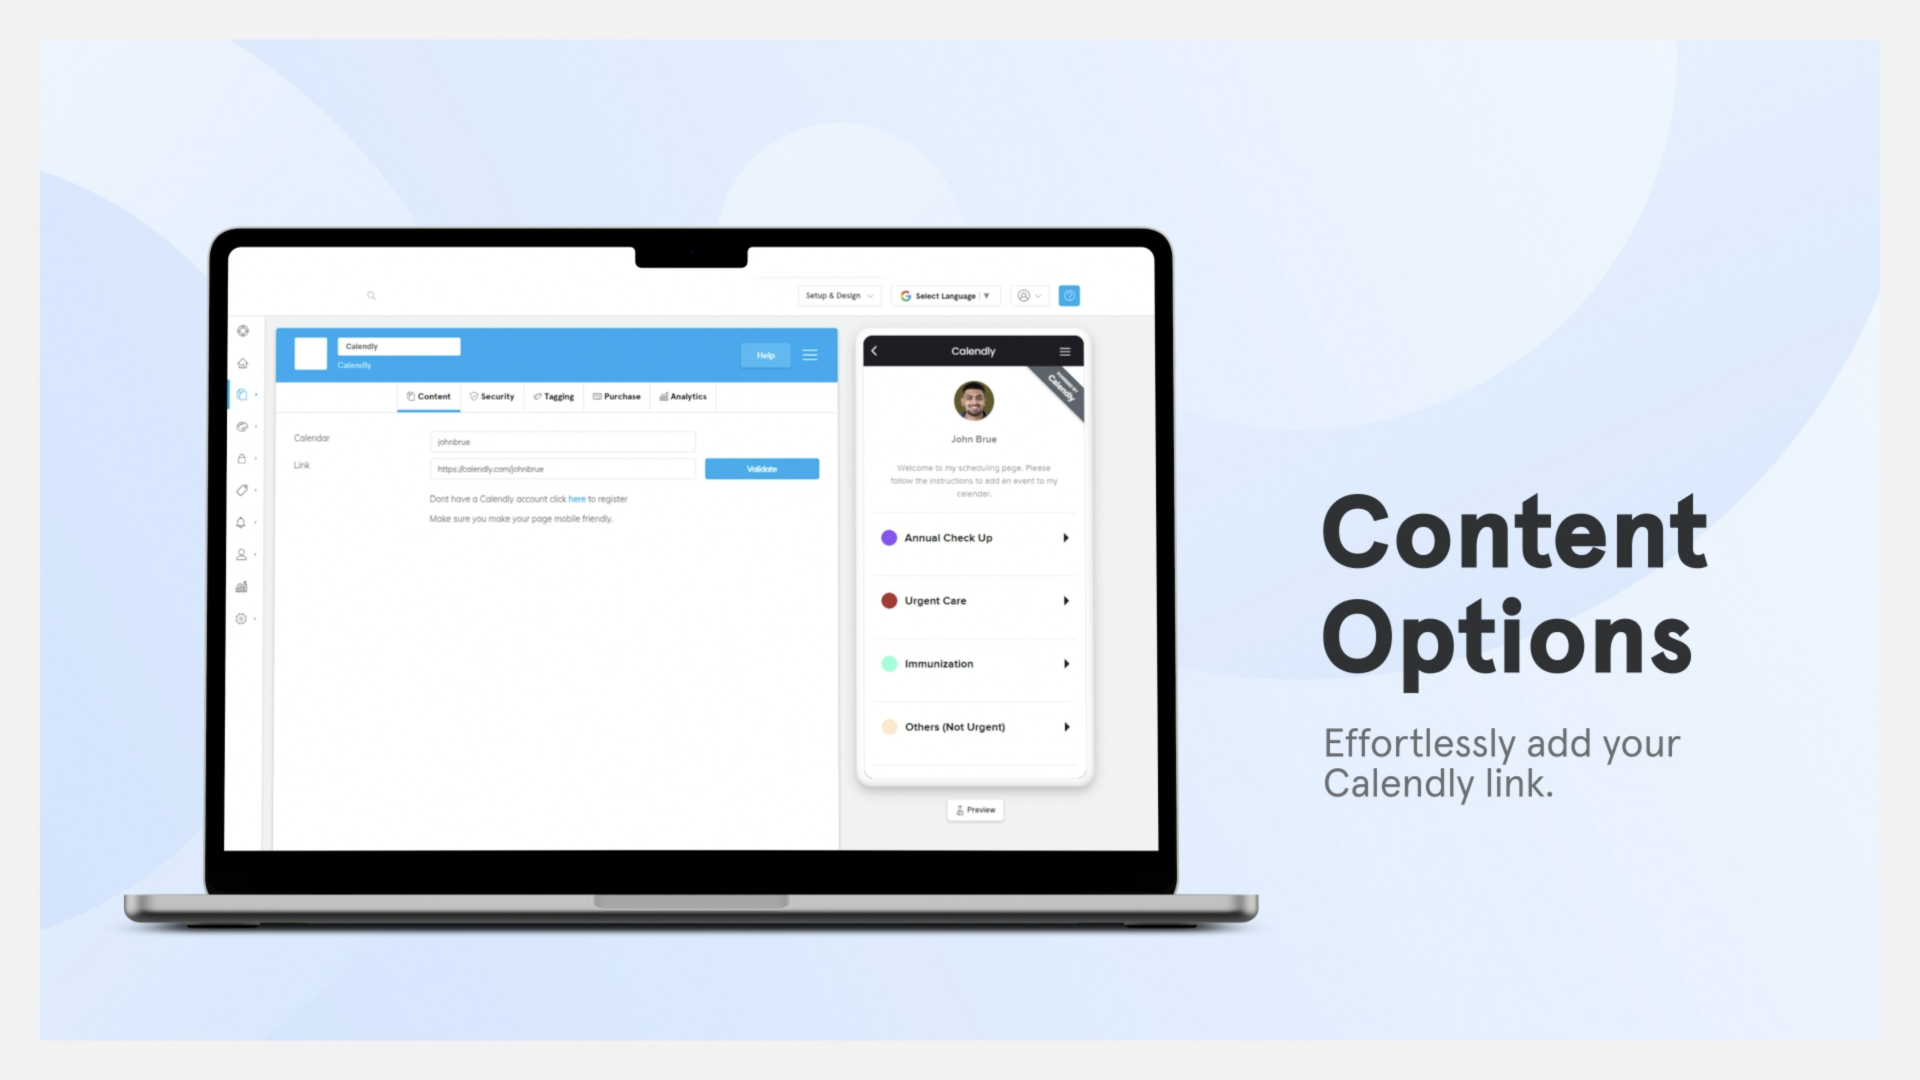 Setup & Design
Select Language
Calendly
Calendly
Help
Content
Security
Tagging
Purchase
Analytics
Calendar
johnbrue
Link
https://calendly.com/johnbrue
Validate
Dont have a Calendly account click here to register
Make sure you make your page mobile friendly.
Calendly
POWERED BY
Calendly
John Brue
Welcome to my scheduling page. Please
follow the instructions to add an event to my
calendar.
Annual Check Up
Urgent Care
Immunization
Others (Not Urgent)
Preview
Content
Options
Effortlessly add your
Calendly link.